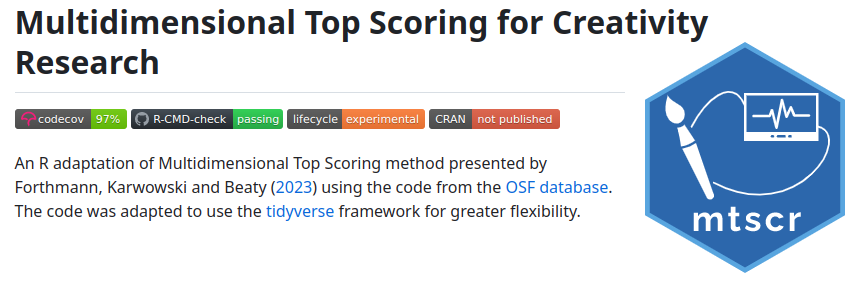 Multidimensional Top Scoring for Creativity
Research
codecov 97% R-CMD-check passing lifecycle experimental CRAN not published
An R adaptation of Multidimensional Top Scoring method presented by
Forthmann, Karwowski and Beaty (2023) using the code from the OSF database.
The code was adapted to use the tidyverse framework for greater flexibility.
mtscr